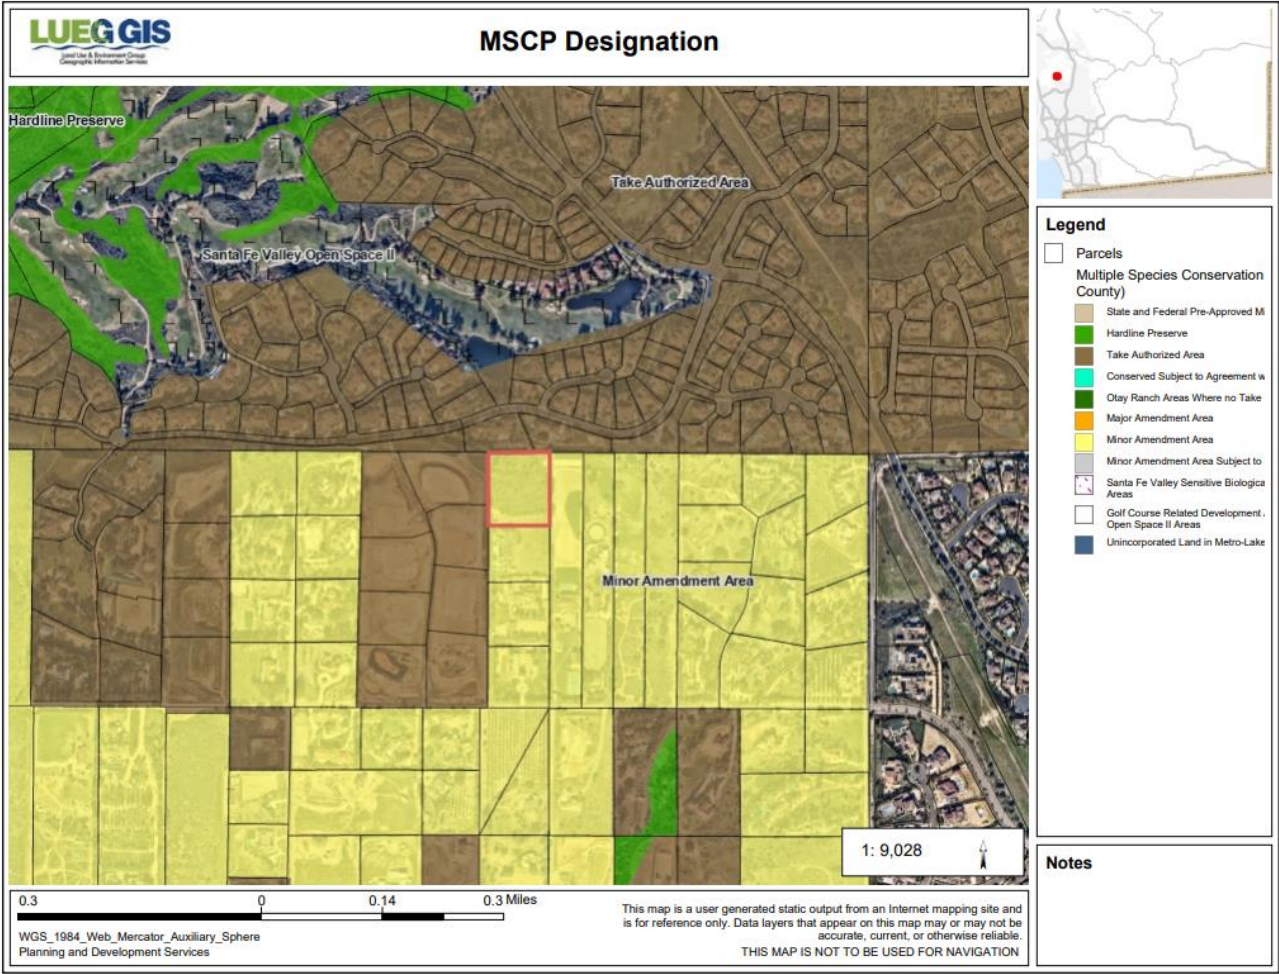 LUEG GIS
Land Use & Environment Group
Geographic Information Services
MSCP Designation
Hardline Preserve
Take Authorized Area
Santa Fe Valley Open Space II
Minor Amendment Area
1: 9,028
Legend
Parcels
Multiple Species Conservation
County)
State and Federal Pre-Approved Mi
Hardline Preserve
Take Authorized Area
Conserved Subject to Agreement w
Otay Ranch Areas Where no Take
Major Amendment Area
Minor Amendment Area
Minor Amendment Area Subject to
Santa Fe Valley Sensitive Biologica
Areas
Golf Course Related Development
Open Space II Areas
Unincorporated Land in Metro-Lake
Notes
0.3 0 0.14 0.3 Miles
WGS_1984_Web_Mercator_Auxiliary_Sphere
Planning and Development Services
This map is a user generated static output from an Internet mapping site and
is for reference only. Data layers that appear on this map may or may not be
accurate, current, or otherwise reliable.
THIS MAP IS NOT TO BE USED FOR NAVIGATION